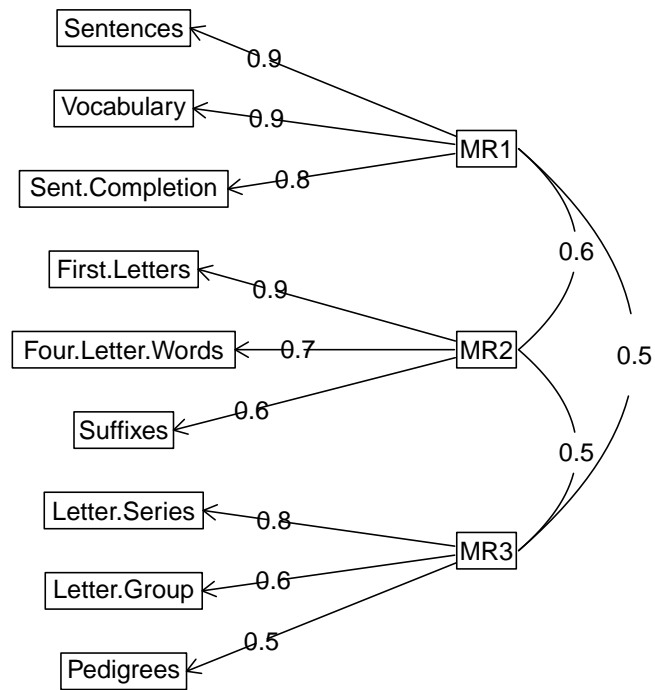 Sentences
0.9
Vocabulary
0.9
MR1
Sent.Completion
0.8
0.6
First.Letters
0.9
Four.Letter.Words
0.7
MR2
0.5
Suffixes
0.6
0.5
Letter.Series
0.8
MR3
Letter.Group
0.6
0.5
Pedigrees